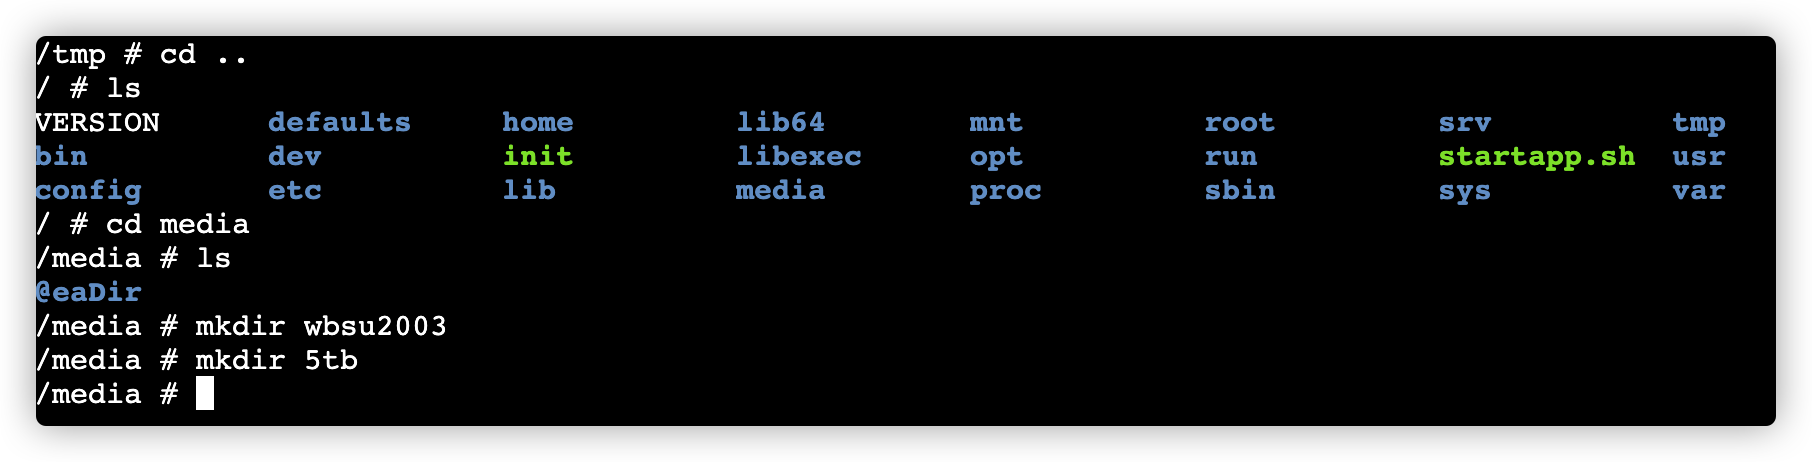 /tmp # cd ..
/ # ls
VERSION defaults home lib64 mnt root srv tmp
bin dev init libexec opt run startapp.sh usr
config etc lib media proc sbin sys var
/ # cd media
/media # ls
@eaDir
/media # mkdir wbsu2003
/media # mkdir 5tb
/media #